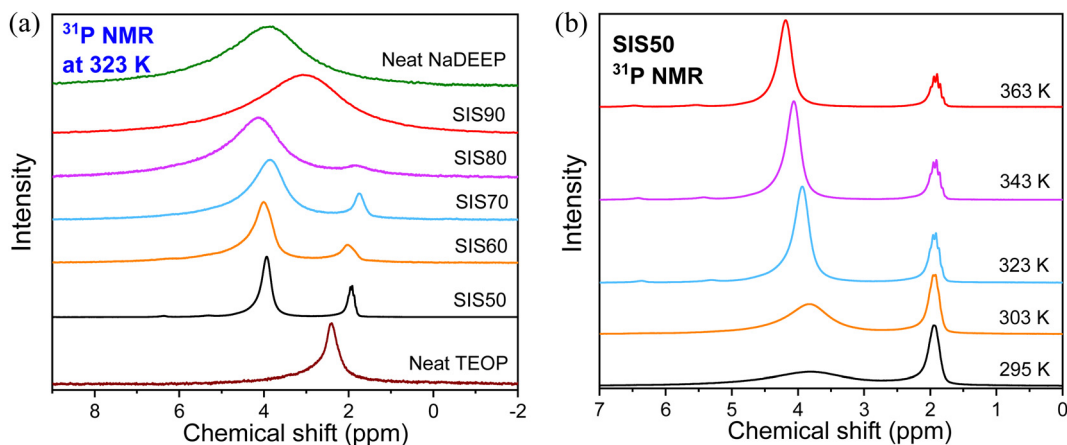 (a)
³¹P NMR
at 323 K
Neat NaDEEP
SIS90
SIS80
SIS70
SIS60
SIS50
Neat TEOP
Intensity
8 6 4 2 0 -2
Chemical shift (ppm)
(b)
SIS50
³¹P NMR
363 K
343 K
323 K
303 K
295 K
Intensity
7 6 5 4 3 2 1 0
Chemical shift (ppm)